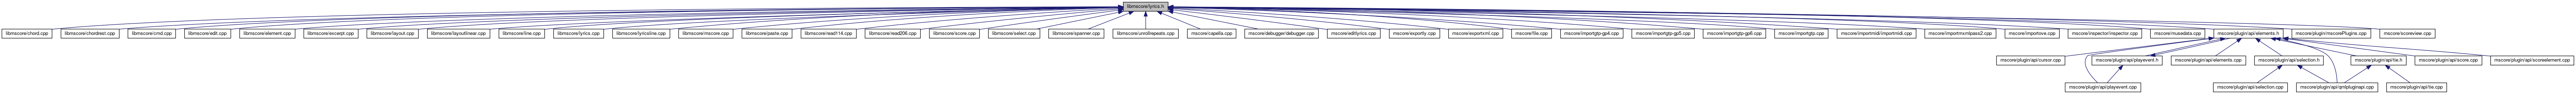 libmscore/lyrics.h
libmscore/chord.cpp
libmscore/chordrest.cpp
libmscore/cmd.cpp
libmscore/edit.cpp
libmscore/element.cpp
libmscore/excerpt.cpp
libmscore/layout.cpp
libmscore/layoutlinear.cpp
libmscore/line.cpp
libmscore/lyrics.cpp
libmscore/lyricsline.cpp
libmscore/mscore.cpp
libmscore/paste.cpp
libmscore/read114.cpp
libmscore/read206.cpp
libmscore/score.cpp
libmscore/select.cpp
libmscore/spanner.cpp
libmscore/unrollrepeats.cpp
mscore/capella.cpp
mscore/debugger/debugger.cpp
mscore/editlyrics.cpp
mscore/exportly.cpp
mscore/exportxml.cpp
mscore/file.cpp
mscore/importgtp-gp4.cpp
mscore/importgtp-gp5.cpp
mscore/importgtp-gp6.cpp
mscore/importgtp.cpp
mscore/importmidi/importmidi.cpp
mscore/importmxmlpass2.cpp
mscore/importove.cpp
mscore/inspector/inspector.cpp
mscore/musedata.cpp
mscore/plugin/api/elements.h
mscore/plugin/mscorePlugins.cpp
mscore/scoreview.cpp
mscore/plugin/api/cursor.cpp
mscore/plugin/api/playevent.h
mscore/plugin/api/elements.cpp
mscore/plugin/api/selection.h
mscore/plugin/api/tie.h
mscore/plugin/api/score.cpp
mscore/plugin/api/scoreelement.cpp
mscore/plugin/api/playevent.cpp
mscore/plugin/api/selection.cpp
mscore/plugin/api/qmlpluginapi.cpp
mscore/plugin/api/tie.cpp